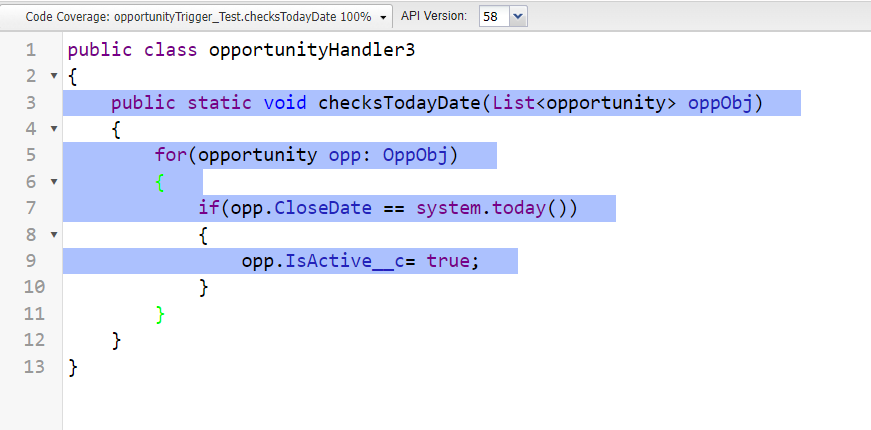 Code Coverage: opportunityTrigger_Test.checksTodayDate 100% API Version: 58
1 public class opportunityHandler3
2 {
3 public static void checksTodayDate(List<opportunity> oppObj)
4 {
5 for(opportunity opp: OppObj)
6 {
7 if(opp.CloseDate == system.today())
8 {
9 opp.IsActive__c= true;
10 }
11 }
12 }
13 }